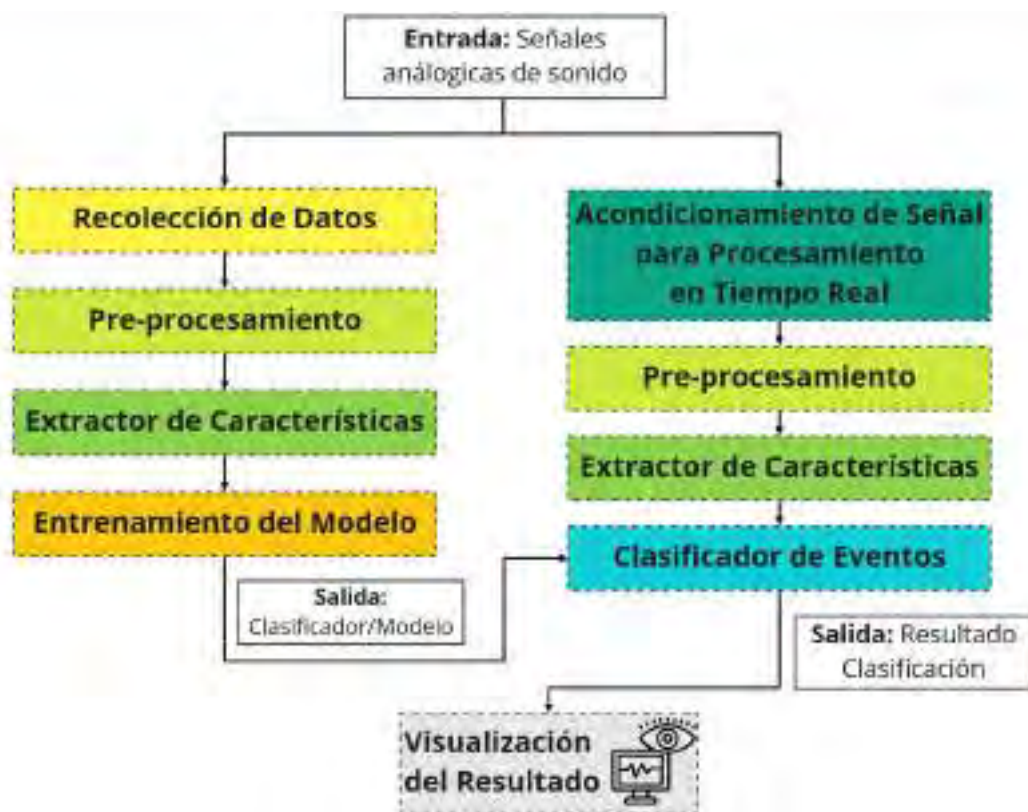 Entrada: Señales
análogicas de sonido
Recolección de Datos
Pre-procesamiento
Extractor de Características
Entrenamiento del Modelo
Salida:
Clasificador/Modelo
Acondicionamiento de Señal
para Procesamiento
en Tiempo Real
Pre-procesamiento
Extractor de Características
Clasificador de Eventos
Salida: Resultado
Clasificación
Visualización
del Resultado